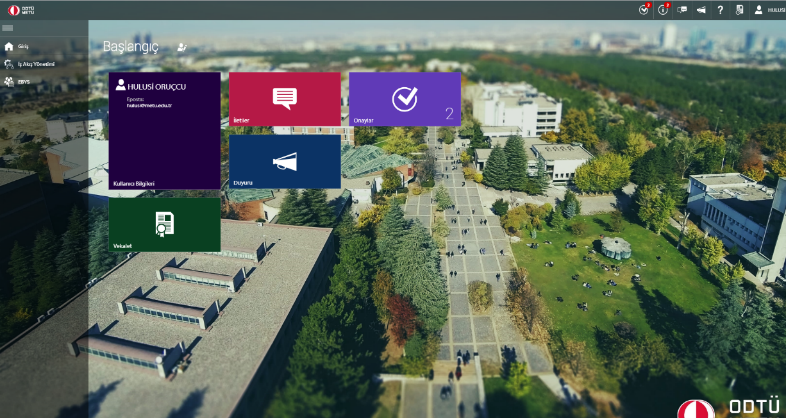 ODTÜ
METU
HULUSİ
Giriş
İş Akış Yönetimi
EBYS
Başlangıç
HULUSİ ORUÇCU
Eposta:
Kullanıcı Bilgileri
İletiler
Onaylar
2
Duyuru
Vekalet
ODTÜ